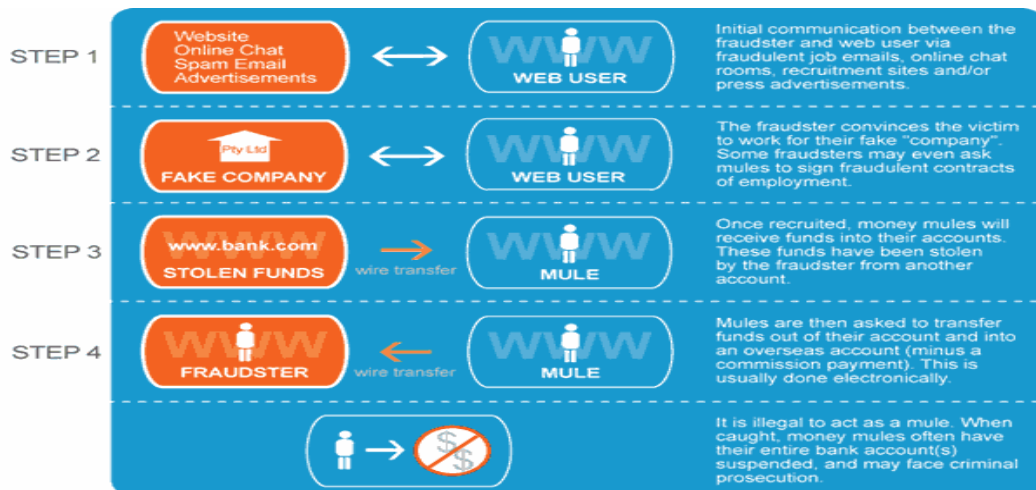 STEP 1
Website
Online Chat
Spam Email
Advertisements
WWW
WEB USER
Initial communication between the
fraudster and web user via
fraudulent job emails, online chat
rooms, recruitment sites and/or
press advertisements.
STEP 2
Pty Ltd
FAKE COMPANY
WWW
WEB USER
The fraudster convinces the victim
to work for their fake "company".
Some fraudsters may even ask
mules to sign fraudulent contracts
of employment.
STEP 3
WWW
www.bank.com
STOLEN FUNDS
wire transfer
WWW
MULE
Once recruited, money mules will
receive funds into their accounts.
These funds have been stolen
by the fraudster from another
account.
STEP 4
WWW
FRAUDSTER
wire transfer
WWW
MULE
Mules are then asked to transfer
funds out of their account and into
an overseas account (minus a
commission payment). This is
usually done electronically.
$$
$$
It is illegal to act as a mule. When
caught, money mules often have
their entire bank account(s)
suspended, and may face criminal
prosecution.